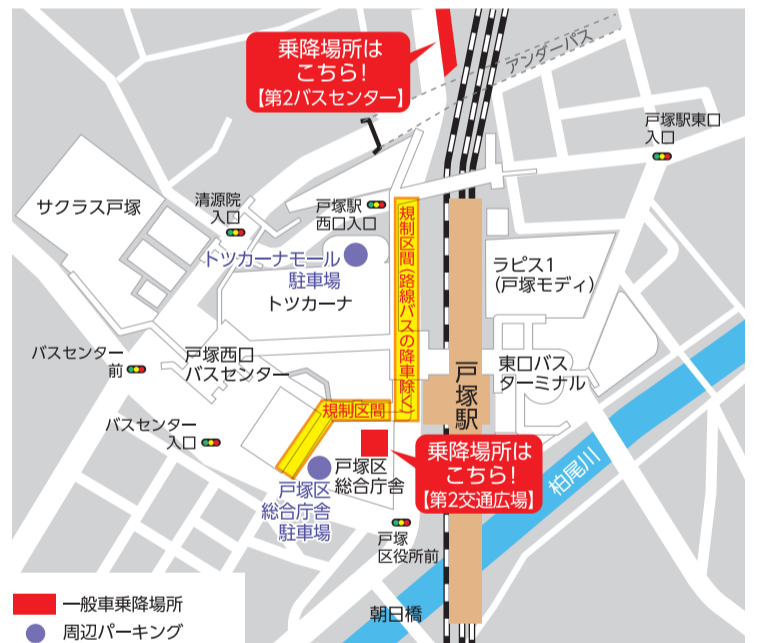 乗降場所は
こちら!
【第2バスセンター】
アンダーパス
戸塚駅東口
入口
サクラス戸塚
清源院
入口
戸塚駅
西口入口
規制区間(路線バスの降車除く)
トツカーナモール
駐車場
トツカーナ
ラピス1
(戸塚モディ)
バスセンター
前
戸塚西口
バスセンター
戸塚駅
東口バス
ターミナル
規制区間
バスセンター
入口
乗降場所は
こちら!
【第2交通広場】
戸塚区
総合庁舎
戸塚区
総合庁舎
駐車場
柏尾川
戸塚
区役所前
朝日橋
一般車乗降場所
周辺パーキング